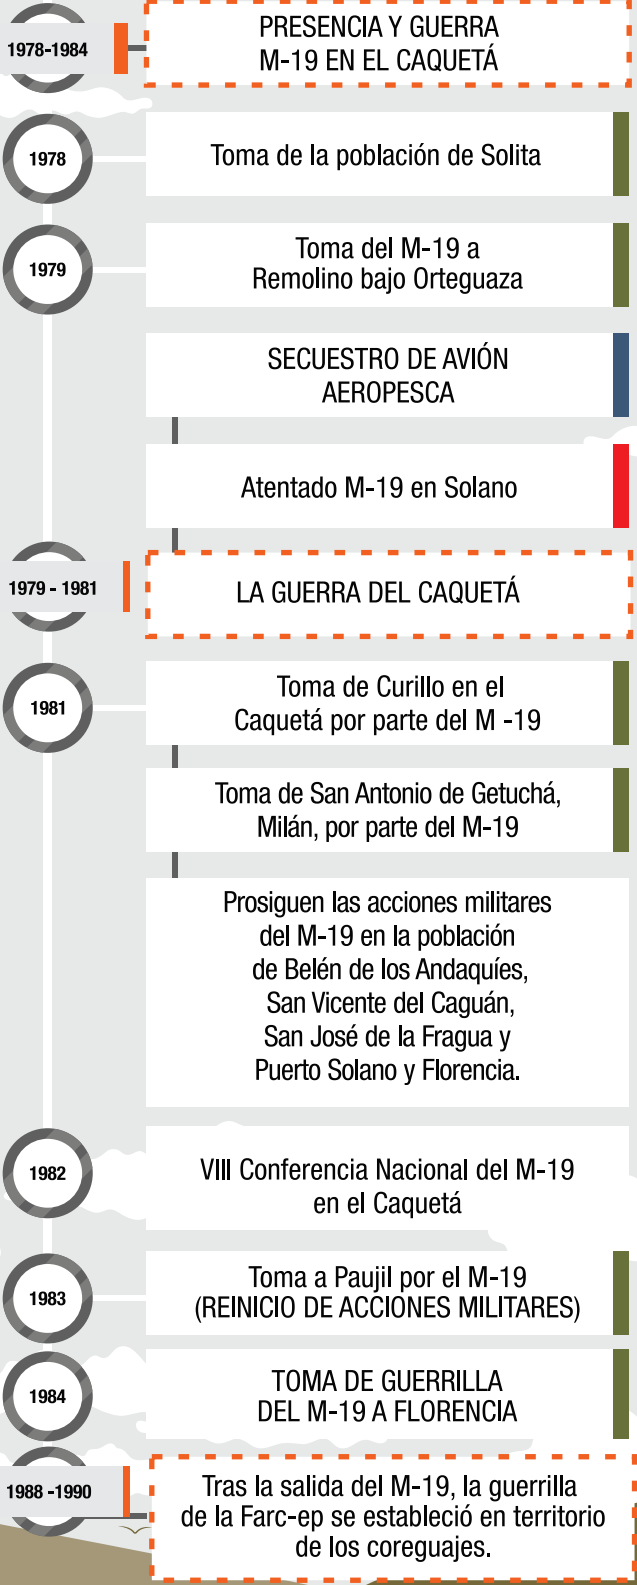 1978-1984
PRESENCIA Y GUERRA
M-19 EN EL CAQUETÁ
1978
Toma de la población de Solita
1979
Toma del M-19 a
Remolino bajo Orteguaza
SECUESTRO DE AVIÓN
AEROPESCA
Atentado M-19 en Solano
1979 - 1981
LA GUERRA DEL CAQUETÁ
1981
Toma de Curillo en el
Caquetá por parte del M -19
Toma de San Antonio de Getuchá,
Milán, por parte del M-19
Prosiguen las acciones militares
del M-19 en la población
de Belén de los Andaquíes,
San Vicente del Caguán,
San José de la Fragua y
Puerto Solano y Florencia.
1982
VIII Conferencia Nacional del M-19
en el Caquetá
1983
Toma a Paujil por el M-19
(REINICIO DE ACCIONES MILITARES)
1984
TOMA DE GUERRILLA
DEL M-19 A FLORENCIA
1988 -1990
Tras la salida del M-19, la guerrilla
de la Farc-ep se estableció en territorio
de los coreguajes.